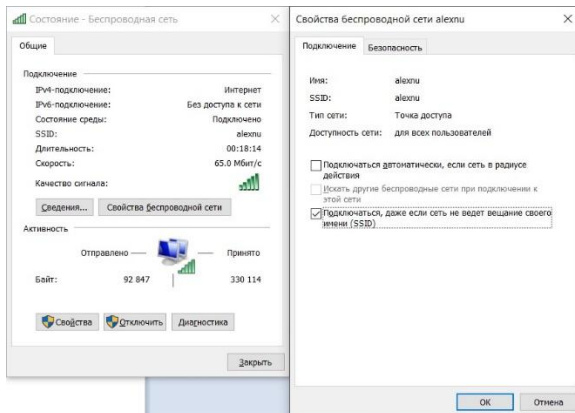 Состояние - Беспроводная сеть
Общие
Подключение
IPv4-подключение: Интернет
IPv6-подключение: Без доступа к сети
Состояние среды: Подключено
SSID: alexnu
Длительность: 00:18:14
Скорость: 65.0 Мбит/с
Качество сигнала:
Сведения... Свойства беспроводной сети
Активность
Отправлено — — Принято
Байт: 92 847 330 114
Свойства Отключить Диагностика
Закрыть
Свойства беспроводной сети alexnu
Подключение Безопасность
Имя: alexnu
SSID: alexnu
Тип сети: Точка доступа
Доступность сети: для всех пользователей
Подключаться автоматически, если сеть в радиусе
действия
Искать другие беспроводные сети при подключении к
этой сети
Подключаться, даже если сеть не ведет вещание своего
имени (SSID)
ОК Отмена